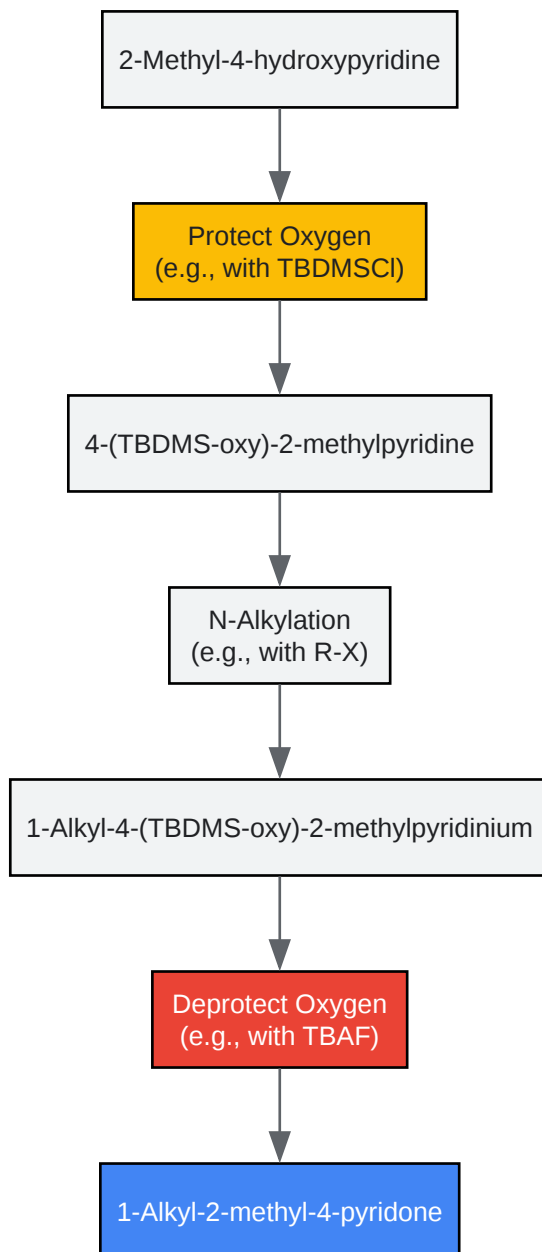 2-Methyl-4-hydroxypyridine
Protect Oxygen
(e.g., with TBDMSCl)
4-(TBDMS-oxy)-2-methylpyridine
N-Alkylation
(e.g., with R-X)
1-Alkyl-4-(TBDMS-oxy)-2-methylpyridinium
Deprotect Oxygen
(e.g., with TBAF)
1-Alkyl-2-methyl-4-pyridone